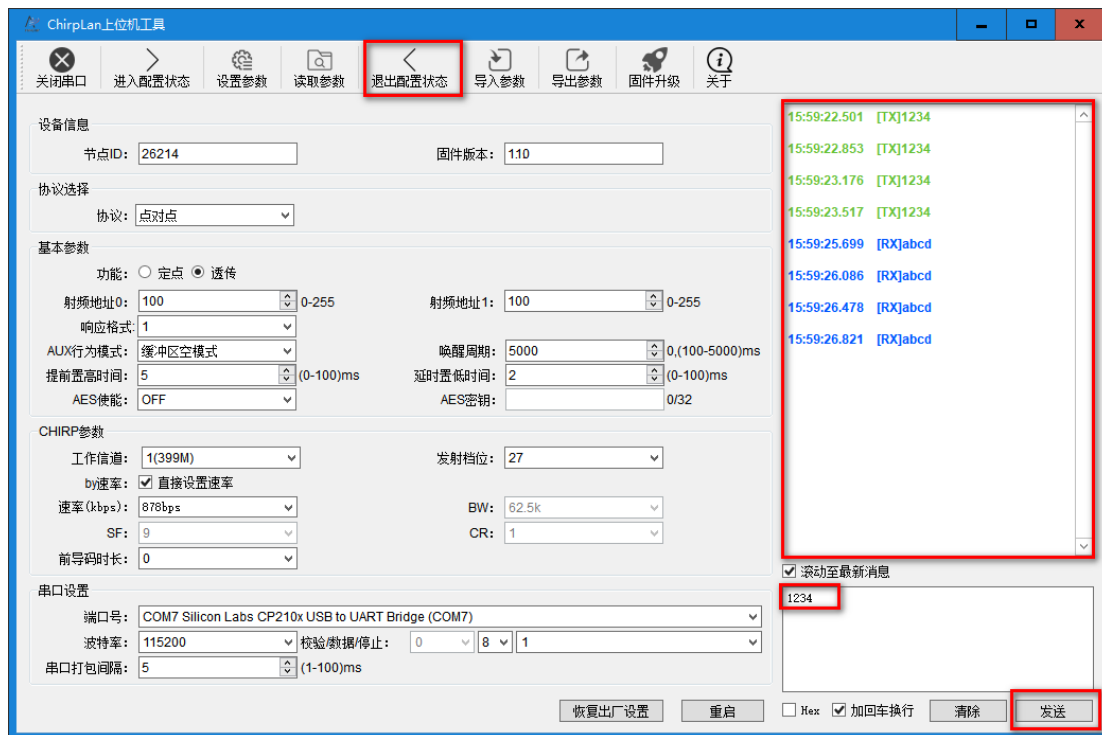 ChirpLan上位机工具
关闭串口 进入配置状态 设置参数 读取参数 退出配置状态 导入参数 导出参数 固件升级 关于
设备信息
节点ID: 26214 固件版本: 1.10
协议选择
协议: 点对点
基本参数
功能: 定点 透传
射频地址0: 100 0-255 射频地址1: 100 0-255
响应格式: 1
AUX行为模式: 缓冲区空模式 唤醒周期: 5000 0,(100-5000)ms
提前置高时间: 5 (0-100)ms 延时置低时间: 2 (0-100)ms
AES使能: OFF AES密钥: 0/32
CHIRP参数
工作信道: 1(399M) 发射档位: 27
by速率: 直接设置速率
速率(kbps): 878bps BW: 62.5k
SF: 9 CR: 1
前导码时长: 0
串口设置
端口号: COM7 Silicon Labs CP210x USB to UART Bridge (COM7)
波特率: 115200 校验/数据/停止: 0 8 1
串口打包间隔: 5 (1-100)ms
恢复出厂设置 重启
15:59:22.501 [TX]1234
15:59:22.853 [TX]1234
15:59:23.176 [TX]1234
15:59:23.517 [TX]1234
15:59:25.699 [RX]abcd
15:59:26.086 [RX]abcd
15:59:26.478 [RX]abcd
15:59:26.821 [RX]abcd
滚动至最新消息
1234
Hex 加回车换行 清除 发送